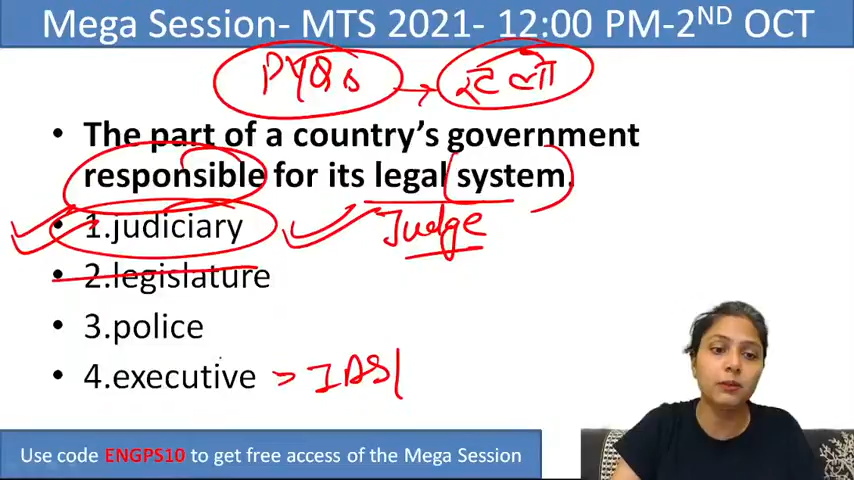 Mega Session- MTS 2021- 12:00 PM-2ND OCT
PYQs → रट लो
• The part of a country's government
responsible for its legal system.
• 1.judiciary Judge
• 2.legislature
• 3.police
• 4.executive → IAS
Use code ENGPS10 to get free access of the Mega Session